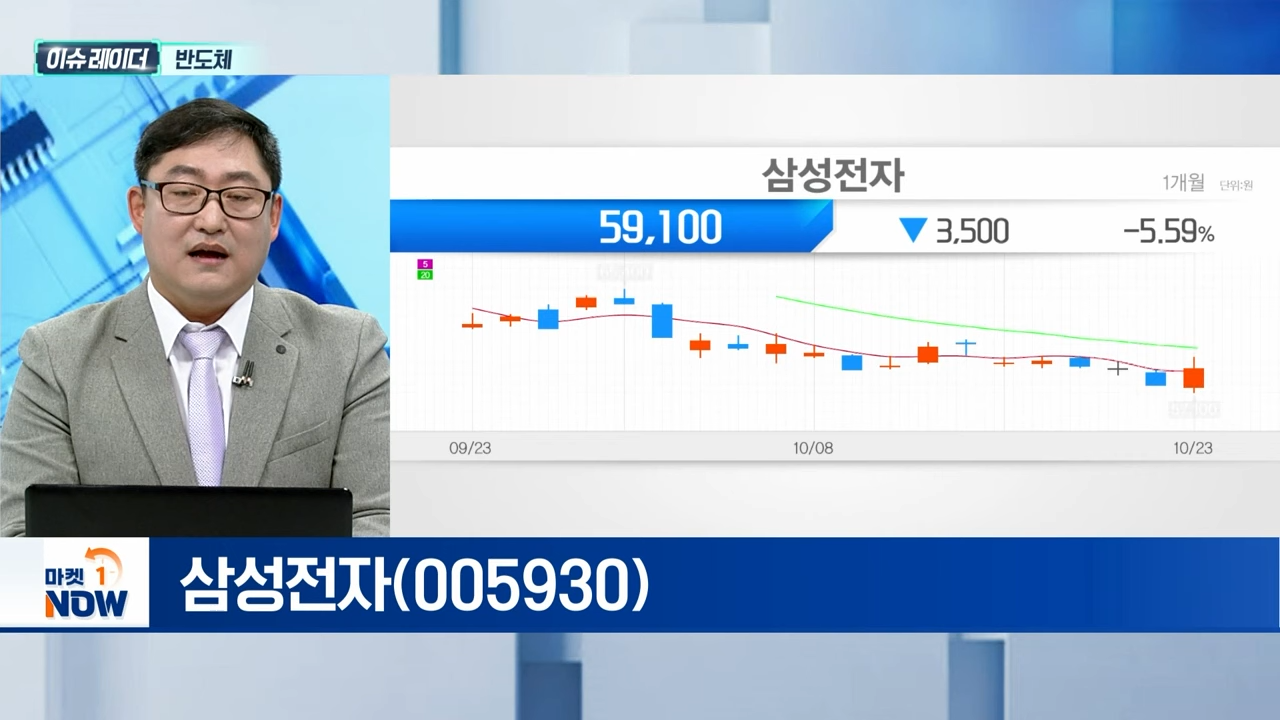 이슈 레이더 반도체
삼성전자
1개월 단위:원
59,100 ▼ 3,500 -5.59%
5
20
09/23 10/08 10/23
마켓 1
NOW
삼성전자(005930)